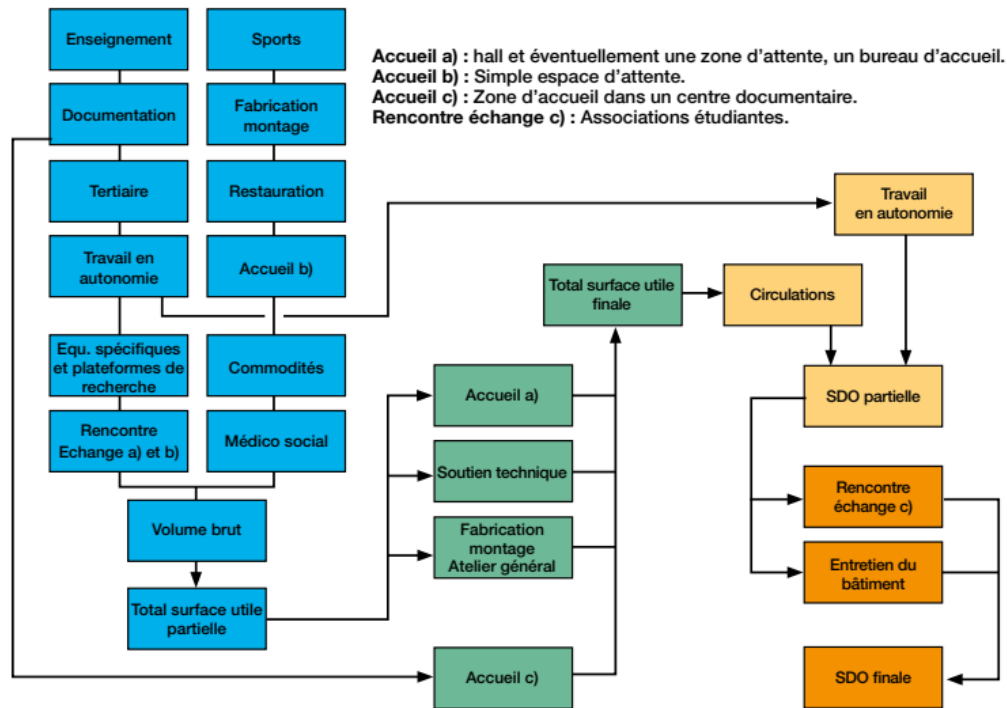 Enseignement
Sports
Accueil a) : hall et éventuellement une zone d'attente, un bureau d'accueil.
Accueil b) : Simple espace d'attente.
Accueil c) : Zone d'accueil dans un centre documentaire.
Rencontre échange c) : Associations étudiantes.
Documentation
Fabrication
montage
Tertiaire
Restauration
Travail
en autonomie
Travail en
autonomie
Accueil b)
Total surface utile
finale
Circulations
Equ. spécifiques
et plateformes de
recherche
Commodités
Accueil a)
SDO partielle
Rencontre
Echange a) et b)
Médico social
Soutien technique
Rencontre
échange c)
Volume brut
Fabrication
montage
Atelier général
Entretien du
bâtiment
Total surface utile
partielle
Accueil c)
SDO finale